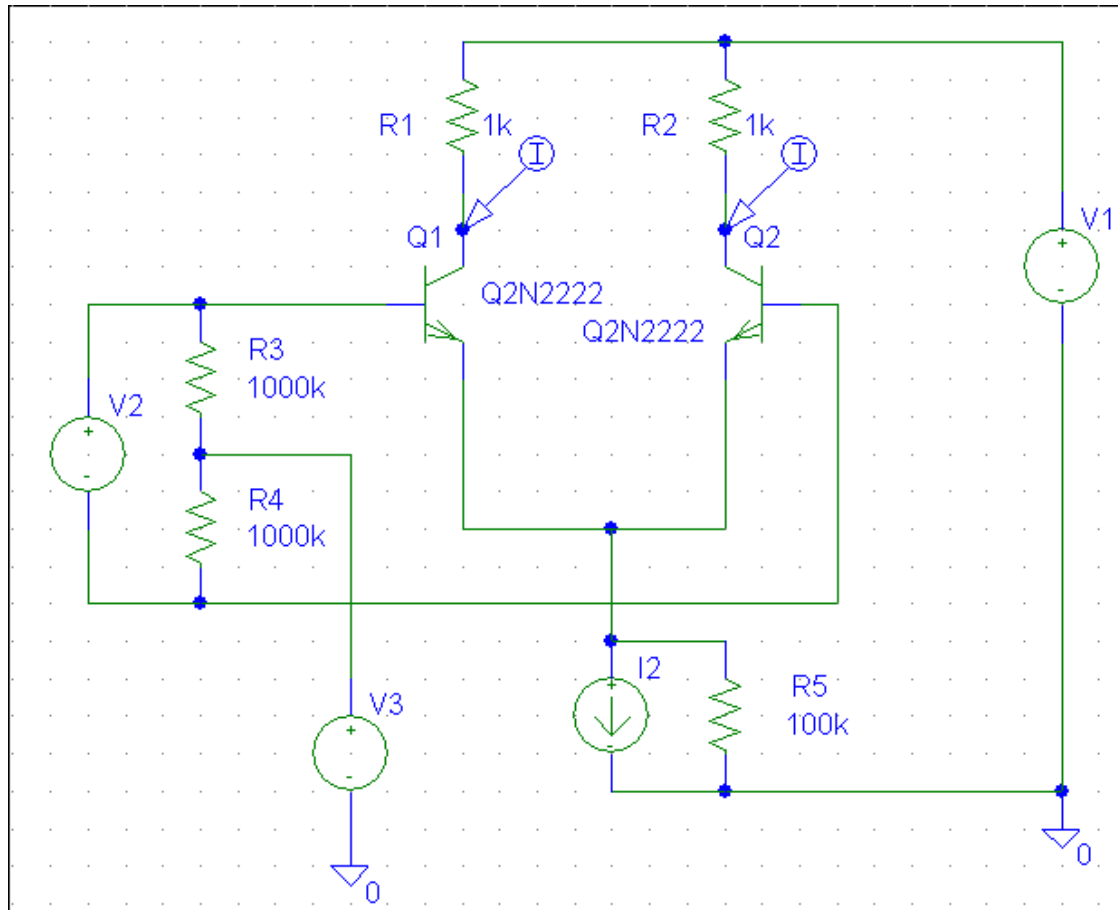 R1
1k
R2
1k
I
I
V1
+
-
Q1
Q2
Q2N2222
Q2N2222
R3
1000k
V2
+
-
R4
1000k
V3
+
-
I2
+
-
R5
100k
0
0